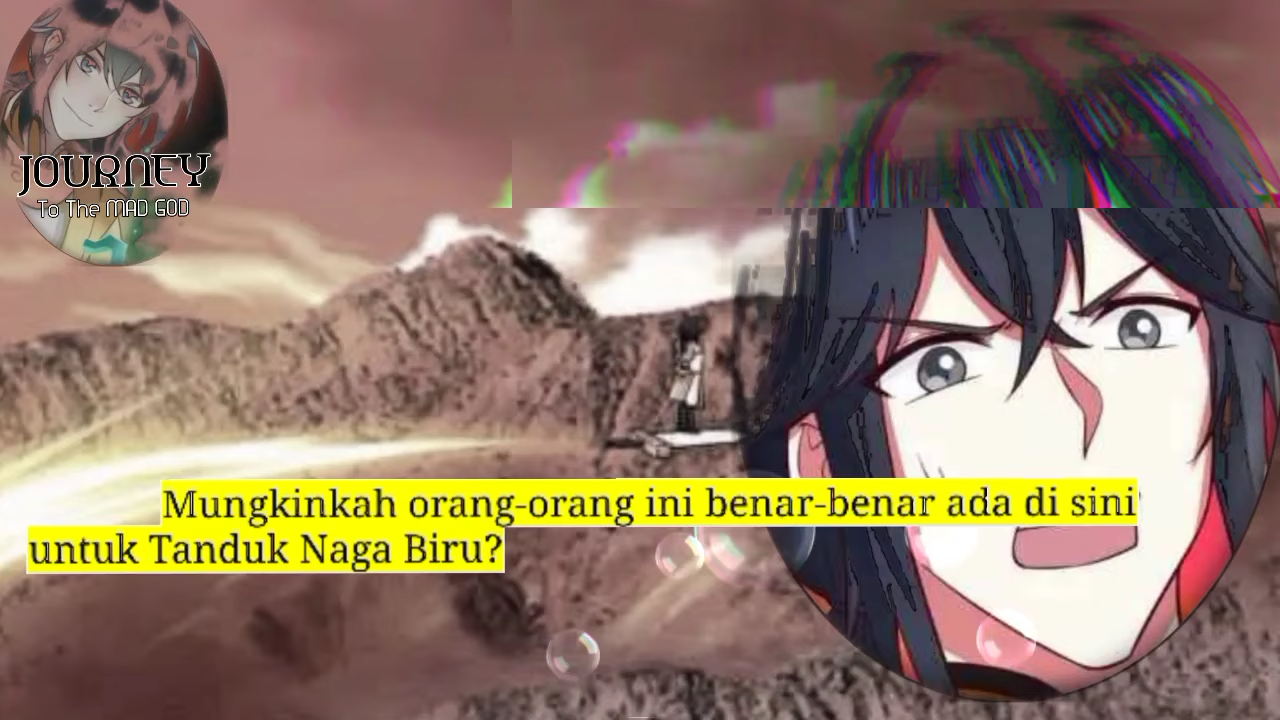 JOURNEY
To The MAD GOD
Mungkinkah orang-orang ini benar-benar ada di sini
untuk Tanduk Naga Biru?